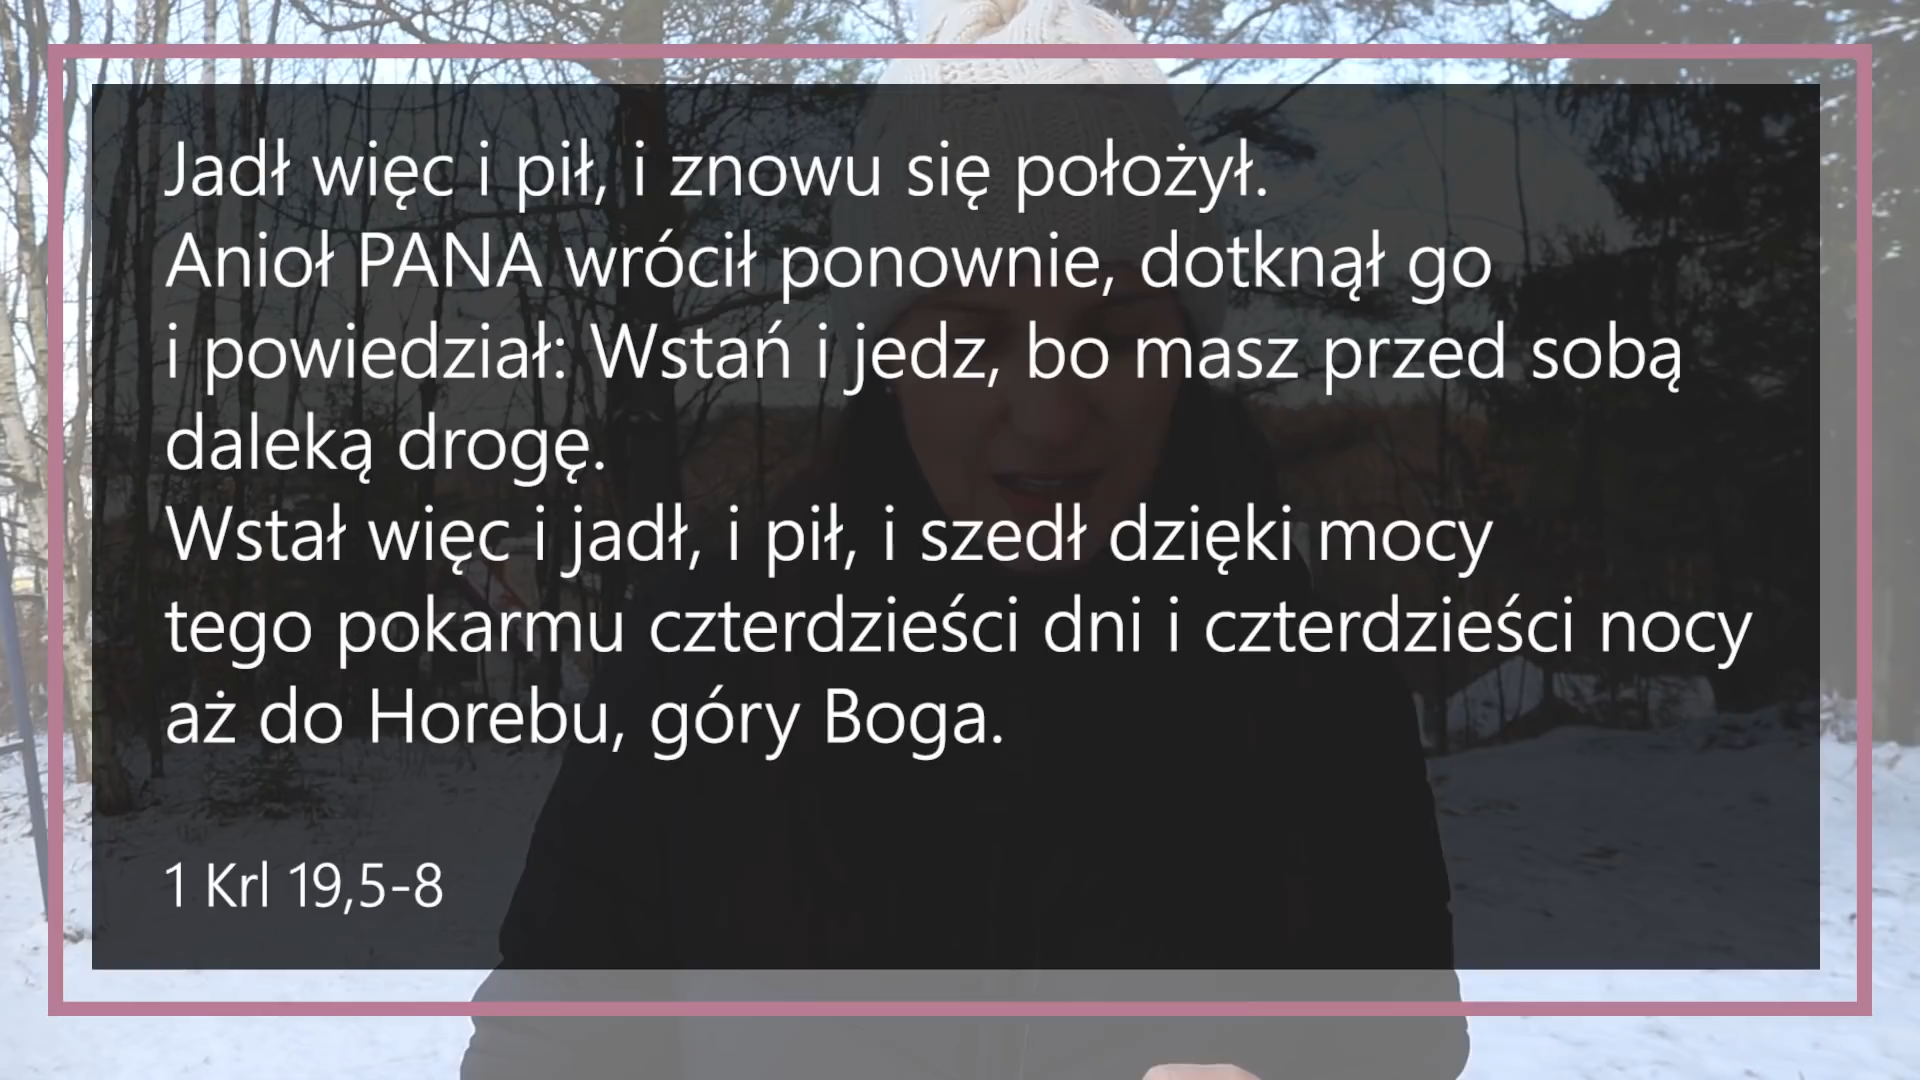 Jadł więc i pił, i znowu się położył.
Anioł PANA wrócił ponownie, dotknął go
i powiedział: Wstań i jedz, bo masz przed sobą
daleką drogę.
Wstał więc i jadł, i pił, i szedł dzięki mocy
tego pokarmu czterdzieści dni i czterdzieści nocy
aż do Horebu, góry Boga.
1 Krl 19,5-8